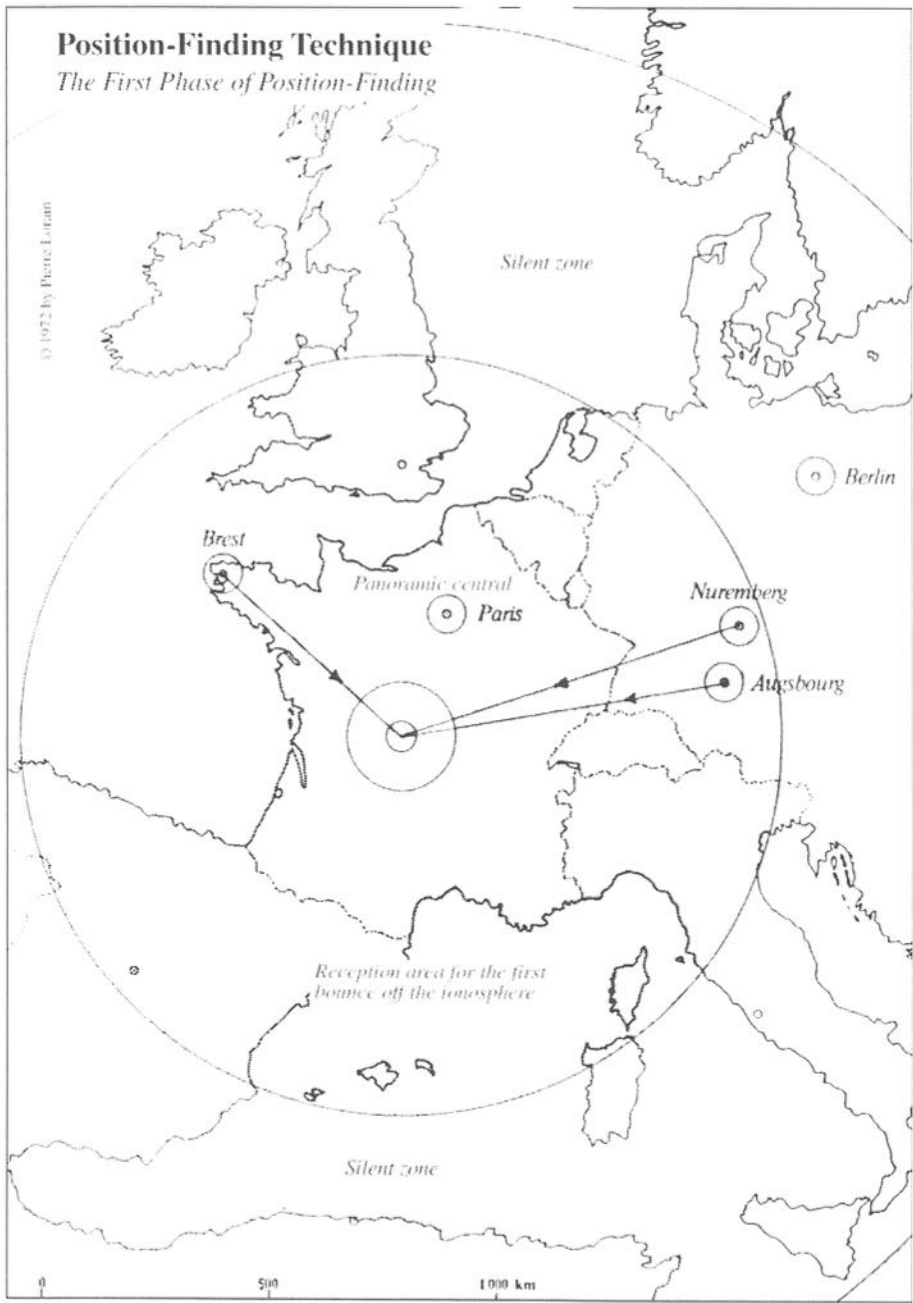 Position-Finding Technique
The First Phase of Position-Finding
© 1972 by Pierre Lorain
Silent zone
Berlin
Brest
Panoramic central
Paris
Nuremberg
Augsbourg
Reception area for the first
bounce off the ionosphere
Silent zone
0 500 1000 km